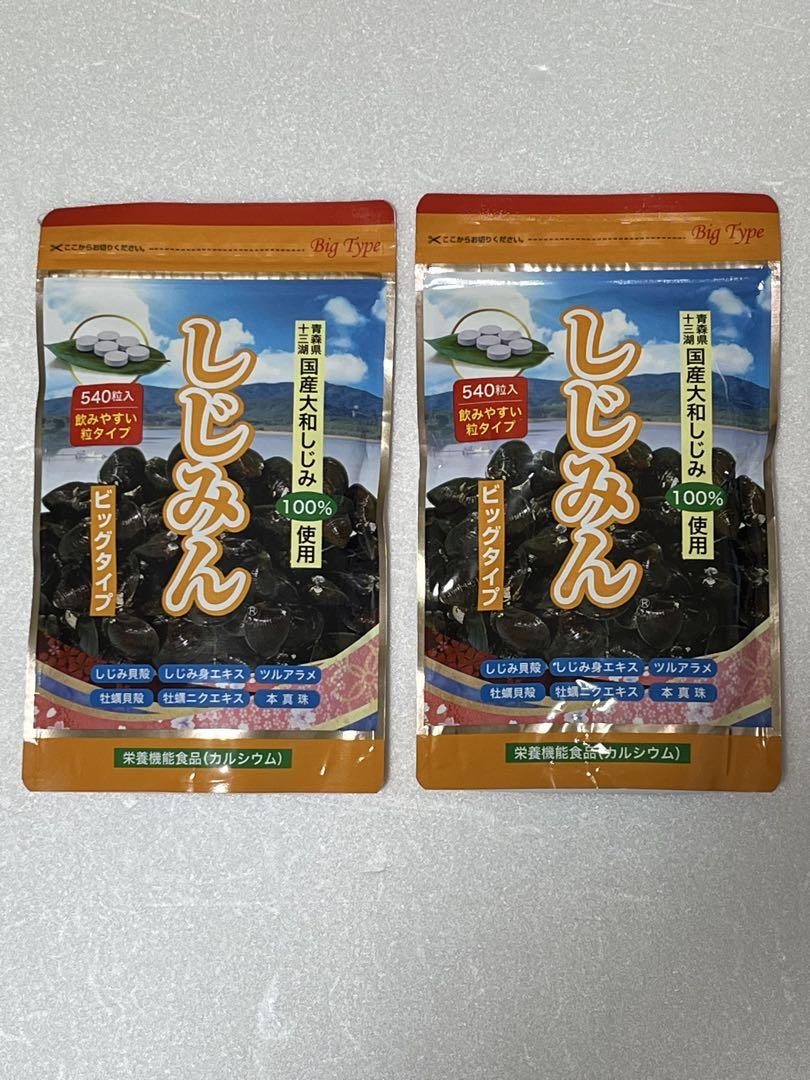 ここからお切りください。
Big Type
青森県
十三湖
国産大和しじみ
100%
使用
しじみん
®
540粒入
飲みやすい
粒タイプ
ビッグタイプ
しじみ貝殻 しじみ身エキス ツルアラメ
牡蠣貝殻 牡蠣ニクエキス 本真珠
栄養機能食品(カルシウム)
ここからお切りください。
Big Type
青森県
十三湖
国産大和しじみ
100%
使用
しじみん
®
540粒入
飲みやすい
粒タイプ
ビッグタイプ
しじみ貝殻 しじみ身エキス ツルアラメ
牡蠣貝殻 牡蠣ニクエキス 本真珠
栄養機能食品(カルシウム)